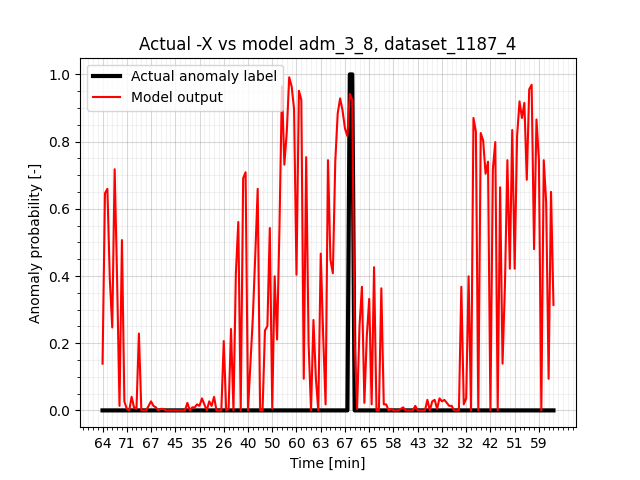 Actual -X vs model adm_3_8, dataset_1187_4
Actual anomaly label
Model output
Anomaly probability [-]
1.0
0.8
0.6
0.4
0.2
0.0
64 71 67 45 35 26 40 50 60 63 67 65 58 43 32 32 42 51 59
Time [min]